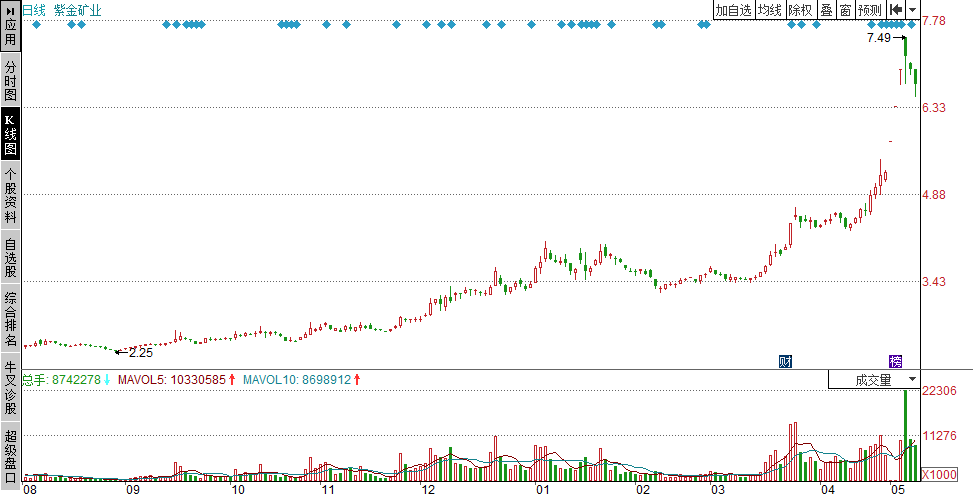 日线 紫金矿业
加自选 均线 除权 叠 窗 预测
应用
分时图
K线图
个股资料
自选股
综合排名
牛叉诊股
超级盘口
7.78
7.49
6.33
4.88
3.43
2.25
财
榜
总手: 8742278 MAVOL5: 10330585 MAVOL10: 8698912
成交量
22306
11276
X1000
08 09 10 11 12 01 02 03 04 05